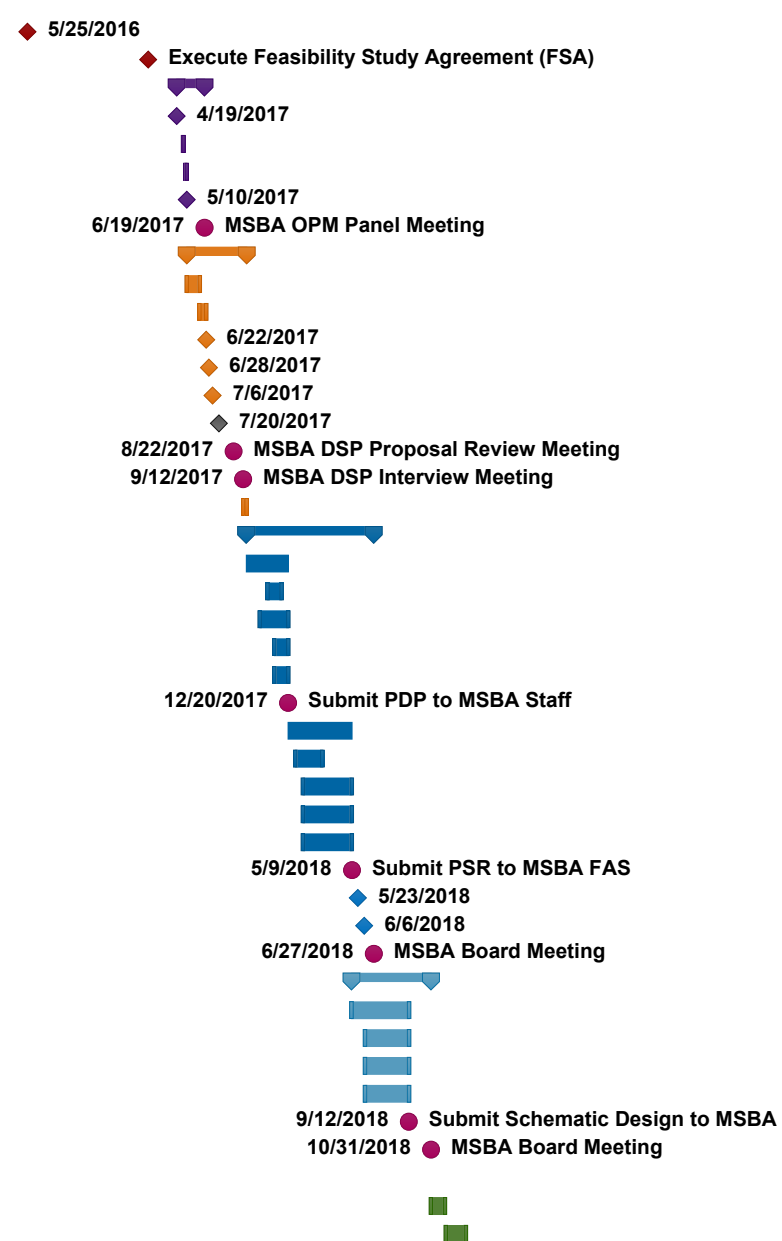 5/25/2016
Execute Feasibility Study Agreement (FSA)
4/19/2017
5/10/2017
6/19/2017 MSBA OPM Panel Meeting
6/22/2017
6/28/2017
7/6/2017
7/20/2017
8/22/2017 MSBA DSP Proposal Review Meeting
9/12/2017 MSBA DSP Interview Meeting
12/20/2017 Submit PDP to MSBA Staff
5/9/2018 Submit PSR to MSBA FAS
5/23/2018
6/6/2018
6/27/2018 MSBA Board Meeting
9/12/2018 Submit Schematic Design to MSBA
10/31/2018 MSBA Board Meeting